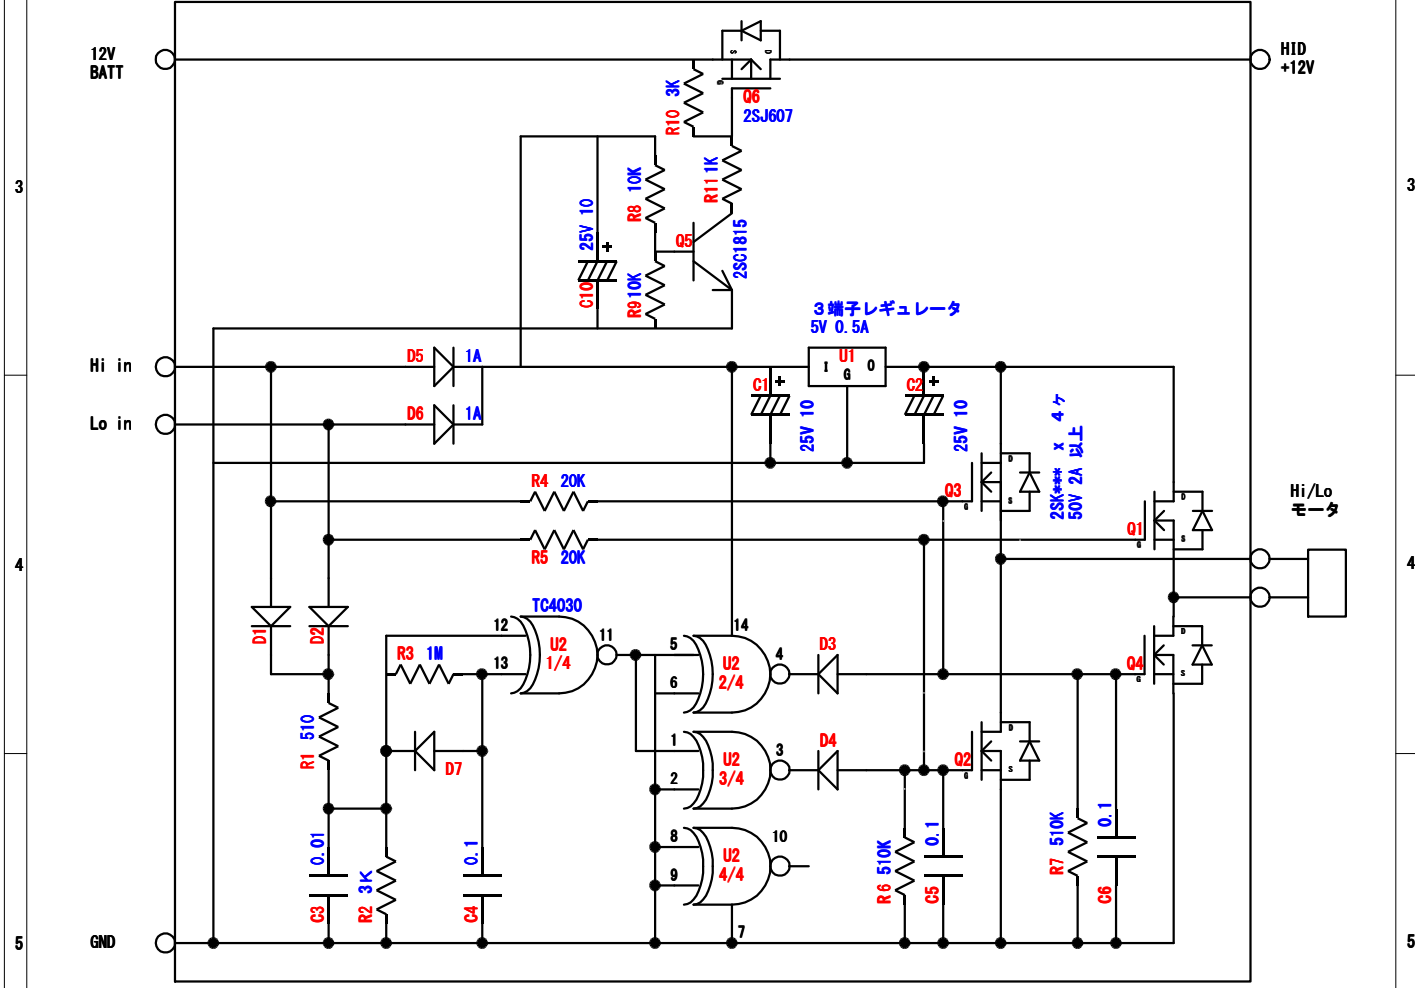 12V
BATT
HID
+12V
3K
R10
Q6
2SJ607
S
D
G
3
3
10K
R8
R11 1K
25V 10
+
C10
Q5
2SC1815
R9 10K
3端子レギュレータ
5V 0.5A
U1
I
G
O
Hi in
D5
1A
Lo in
D6
1A
C1
+
25V 10
C2
+
25V 10
2SK*** x 4ケ
50V 2A 以上
R4 20K
R5 20K
Q3
D
S
G
Q1
D
S
G
Hi/Lo
モータ
4
4
D1
D2
TC4030
12
13
U2
1/4
11
R3 1M
5
6
14
U2
2/4
4
D3
Q4
D
S
G
R1 510
D7
1
2
U2
3/4
3
D4
Q2
D
S
G
0.01
C3
R2 3K
0.1
C4
8
9
U2
4/4
10
7
R6 510K
0.1
C5
R7 510K
0.1
C6
5
GND
5